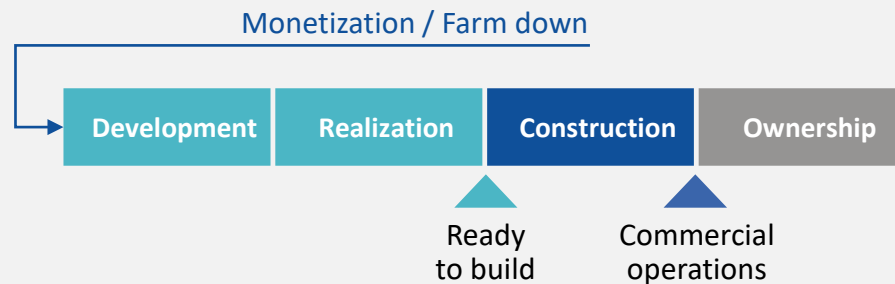 Monetization / Farm down
Development Realization Construction Ownership
Ready Commercial
to build operations